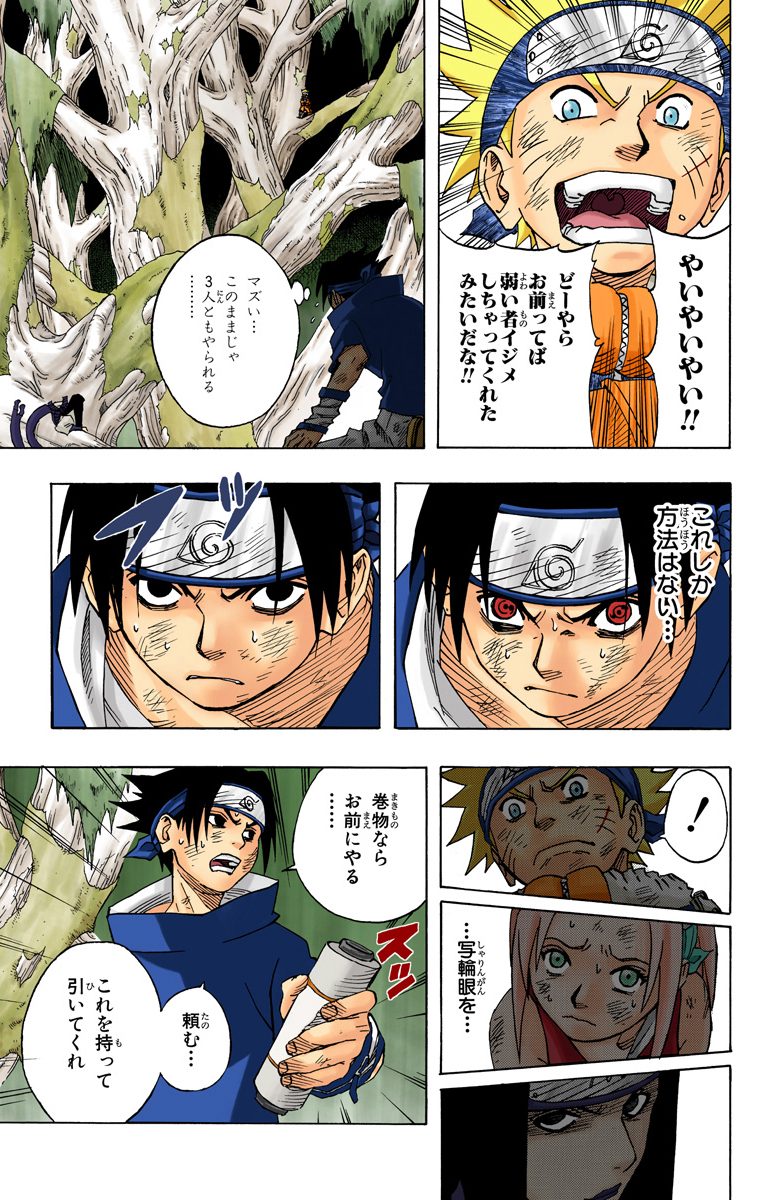 やいやいやい!!
どーやら
お前ってば
弱い者イジメ
しちゃってくれた
みたいだな!!
マズい…
このままじゃ
3人ともやられる
………
これしか
方法はない…
スッ
!
…写輪眼を…
巻物なら
お前にやる
……
スッ
頼む…
これを持って
引いてくれ